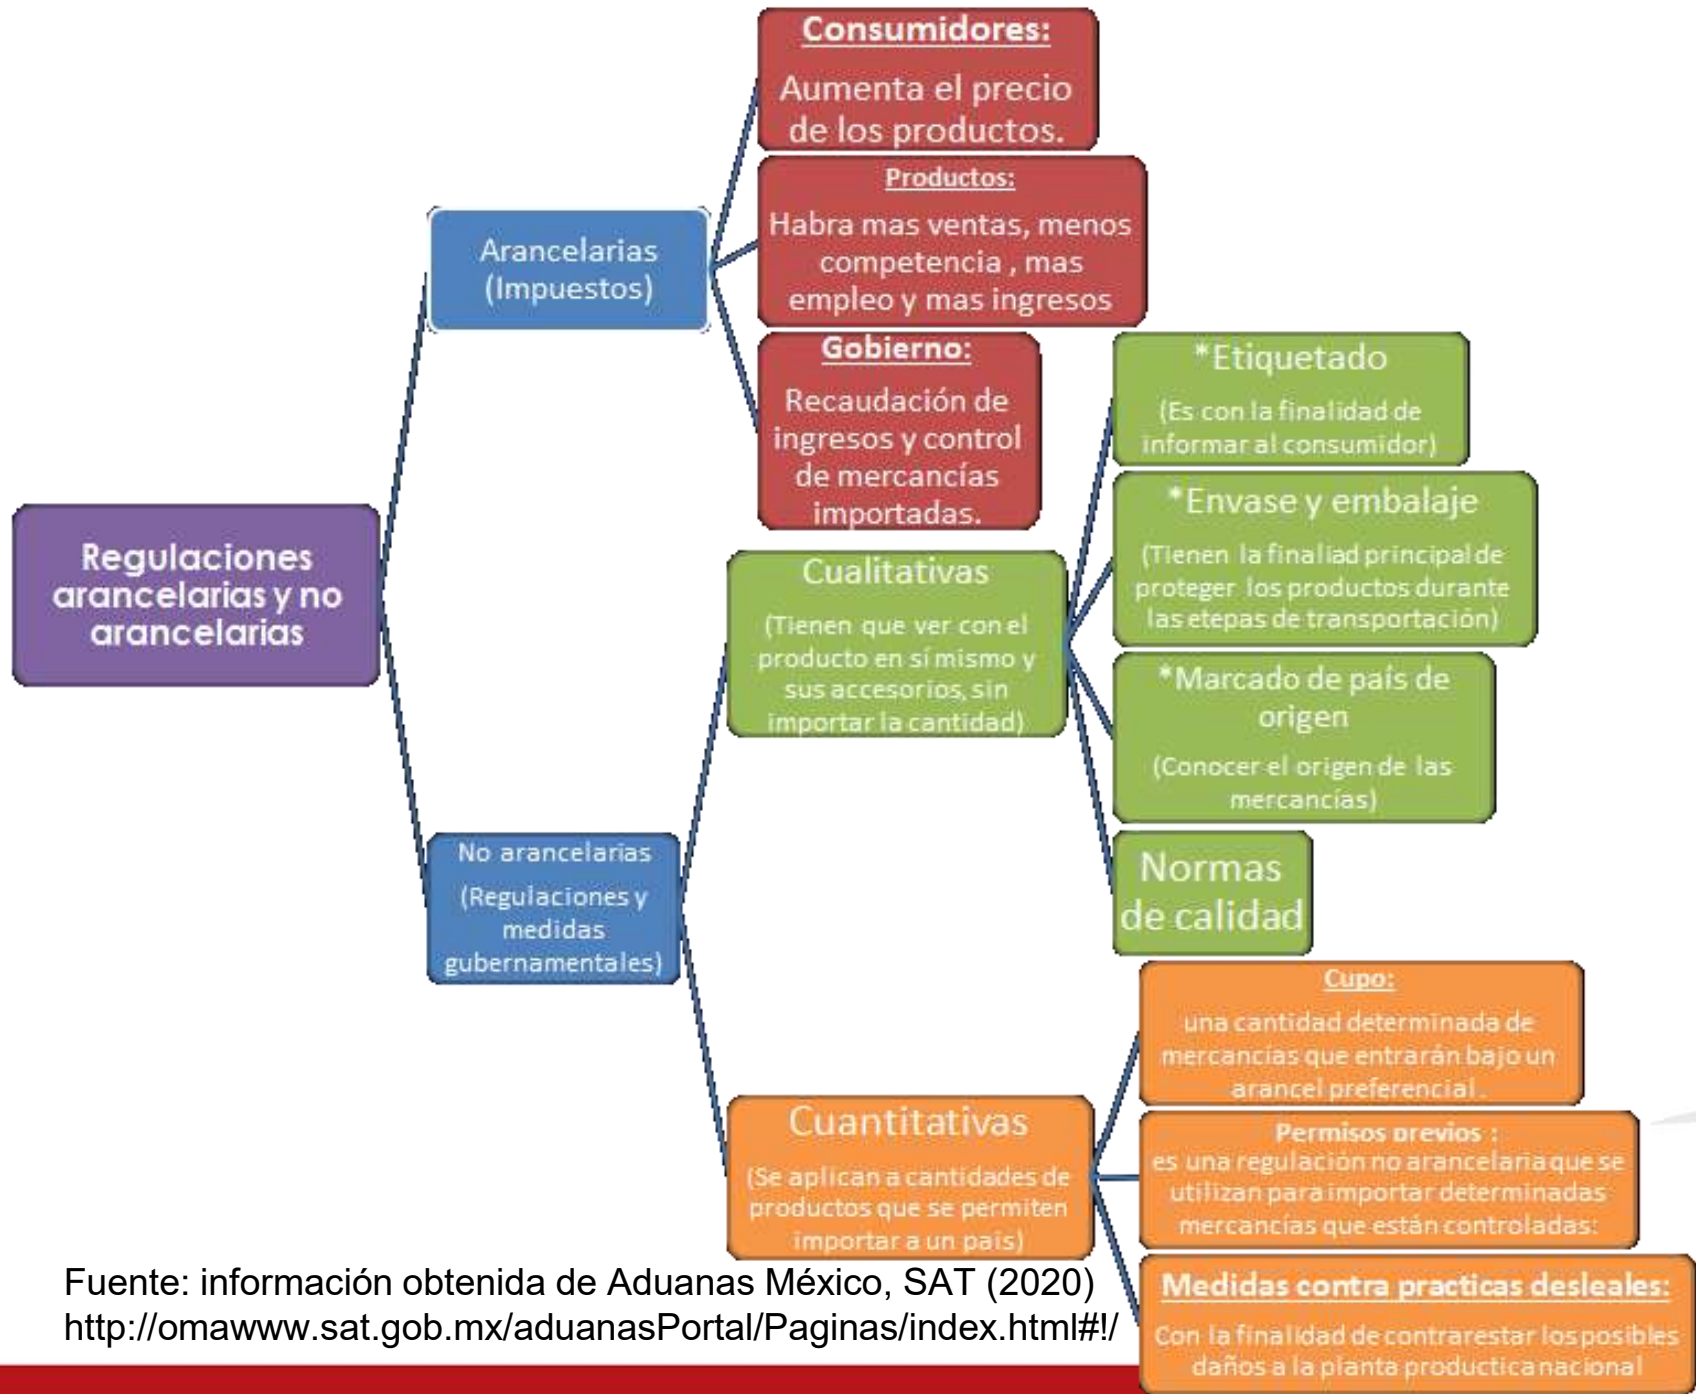 Regulaciones
arancelarias y no
arancelarias
Arancelarias
(Impuestos)
Consumidores:
Aumenta el precio
de los productos.
Productos:
Habra mas ventas, menos
competencia , mas
empleo y mas ingresos
Gobierno:
Recaudación de
ingresos y control
de mercancías
importadas.
No arancelarias
(Regulaciones y
medidas
gubernamentales)
Cualitativas
(Tienen que ver con el
producto en sí mismo y
sus accesorios, sin
importar la cantidad)
*Etiquetado
(Es con la finalidad de
informar al consumidor)
*Envase y embalaje
(Tienen la finaliad principal de
proteger los productos durante
las etepas de transportación)
*Marcado de país de
origen
(Conocer el origen de las
mercancías)
Normas
de calidad
Cuantitativas
(Se aplican a cantidades de
productos que se permiten
importar a un pais)
Cupo:
una cantidad determinada de
mercancías que entrarán bajo un
arancel preferencial .
Permisos previos :
es una regulación no arancelaria que se
utilizan para importar determinadas
mercancías que están controladas:
Medidas contra practicas desleales:
Con la finalidad de contrarestar los posibles
daños a la planta productica nacional
Fuente: información obtenida de Aduanas México, SAT (2020)
http://omawww.sat.gob.mx/aduanasPortal/Paginas/index.html#!/